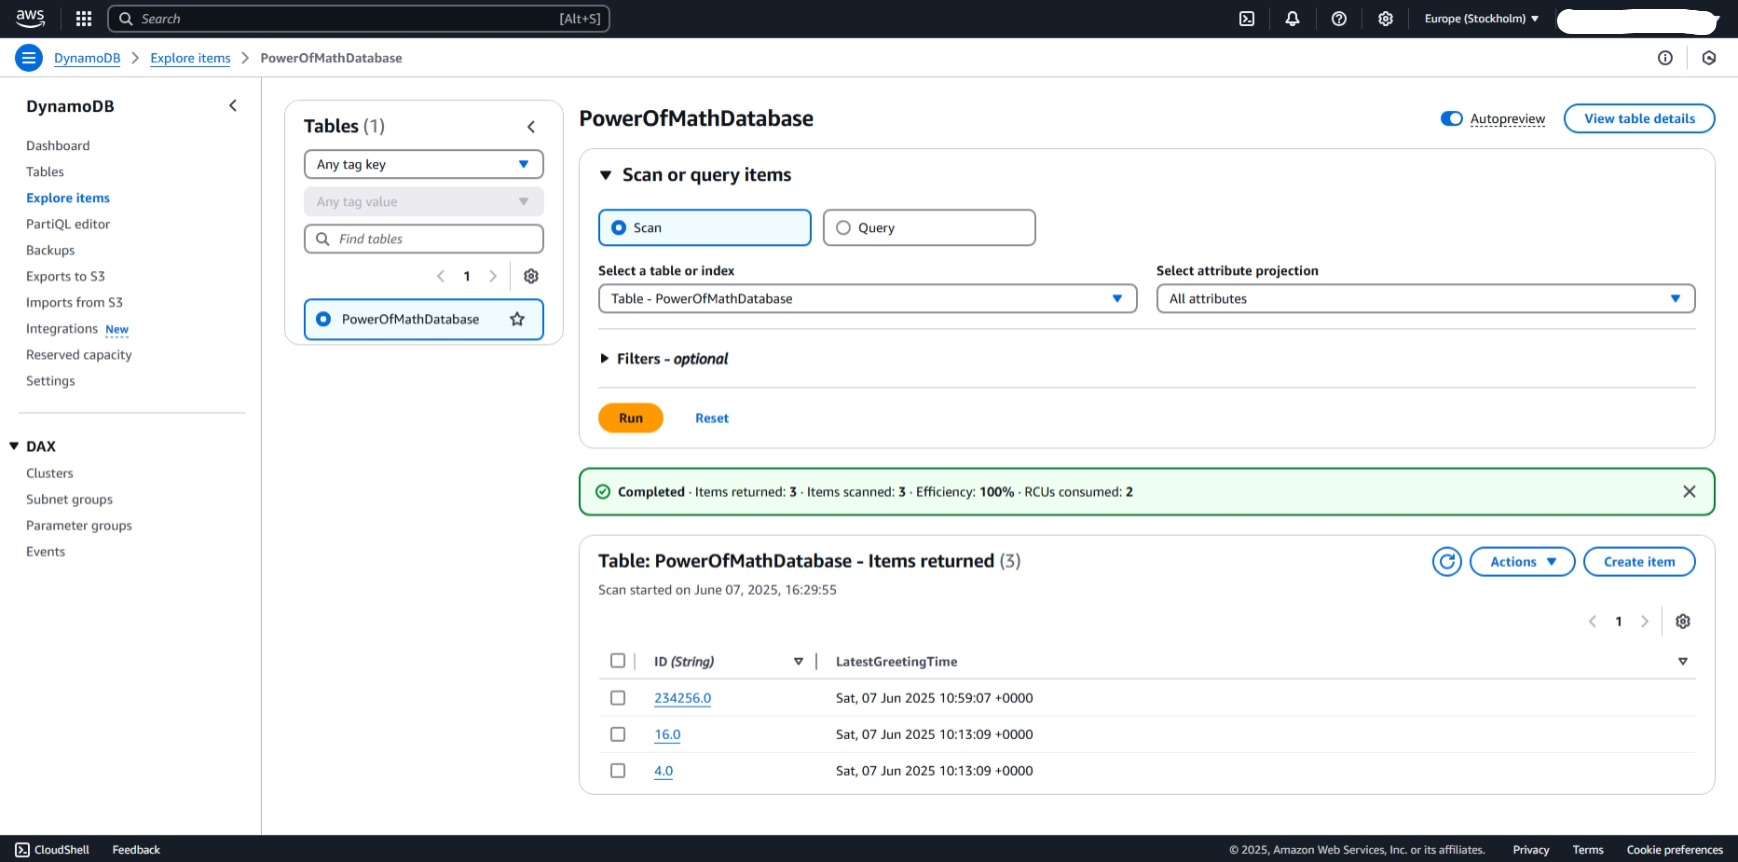 aws
Search [Alt+S]
Europe (Stockholm)
DynamoDB
Explore items
PowerOfMathDatabase
DynamoDB
Dashboard
Tables
Explore items
PartiQL editor
Backups
Exports to S3
Imports from S3
Integrations New
Reserved capacity
Settings
DAX
Clusters
Subnet groups
Parameter groups
Events
Tables (1)
Any tag key
Any tag value
Find tables
1
PowerOfMathDatabase
PowerOfMathDatabase
Autopreview
View table details
Scan or query items
Scan
Query
Select a table or index
Table - PowerOfMathDatabase
Select attribute projection
All attributes
Filters - optional
Run
Reset
Completed · Items returned: 3 · Items scanned: 3 · Efficiency: 100% · RCUs consumed: 2
Table: PowerOfMathDatabase - Items returned (3)
Scan started on June 07, 2025, 16:29:55
Actions
Create item
1
ID (String) LatestGreetingTime
234256.0 Sat, 07 Jun 2025 10:59:07 +0000
16.0 Sat, 07 Jun 2025 10:13:09 +0000
4.0 Sat, 07 Jun 2025 10:13:09 +0000
CloudShell Feedback © 2025, Amazon Web Services, Inc. or its affiliates. Privacy Terms Cookie preferences